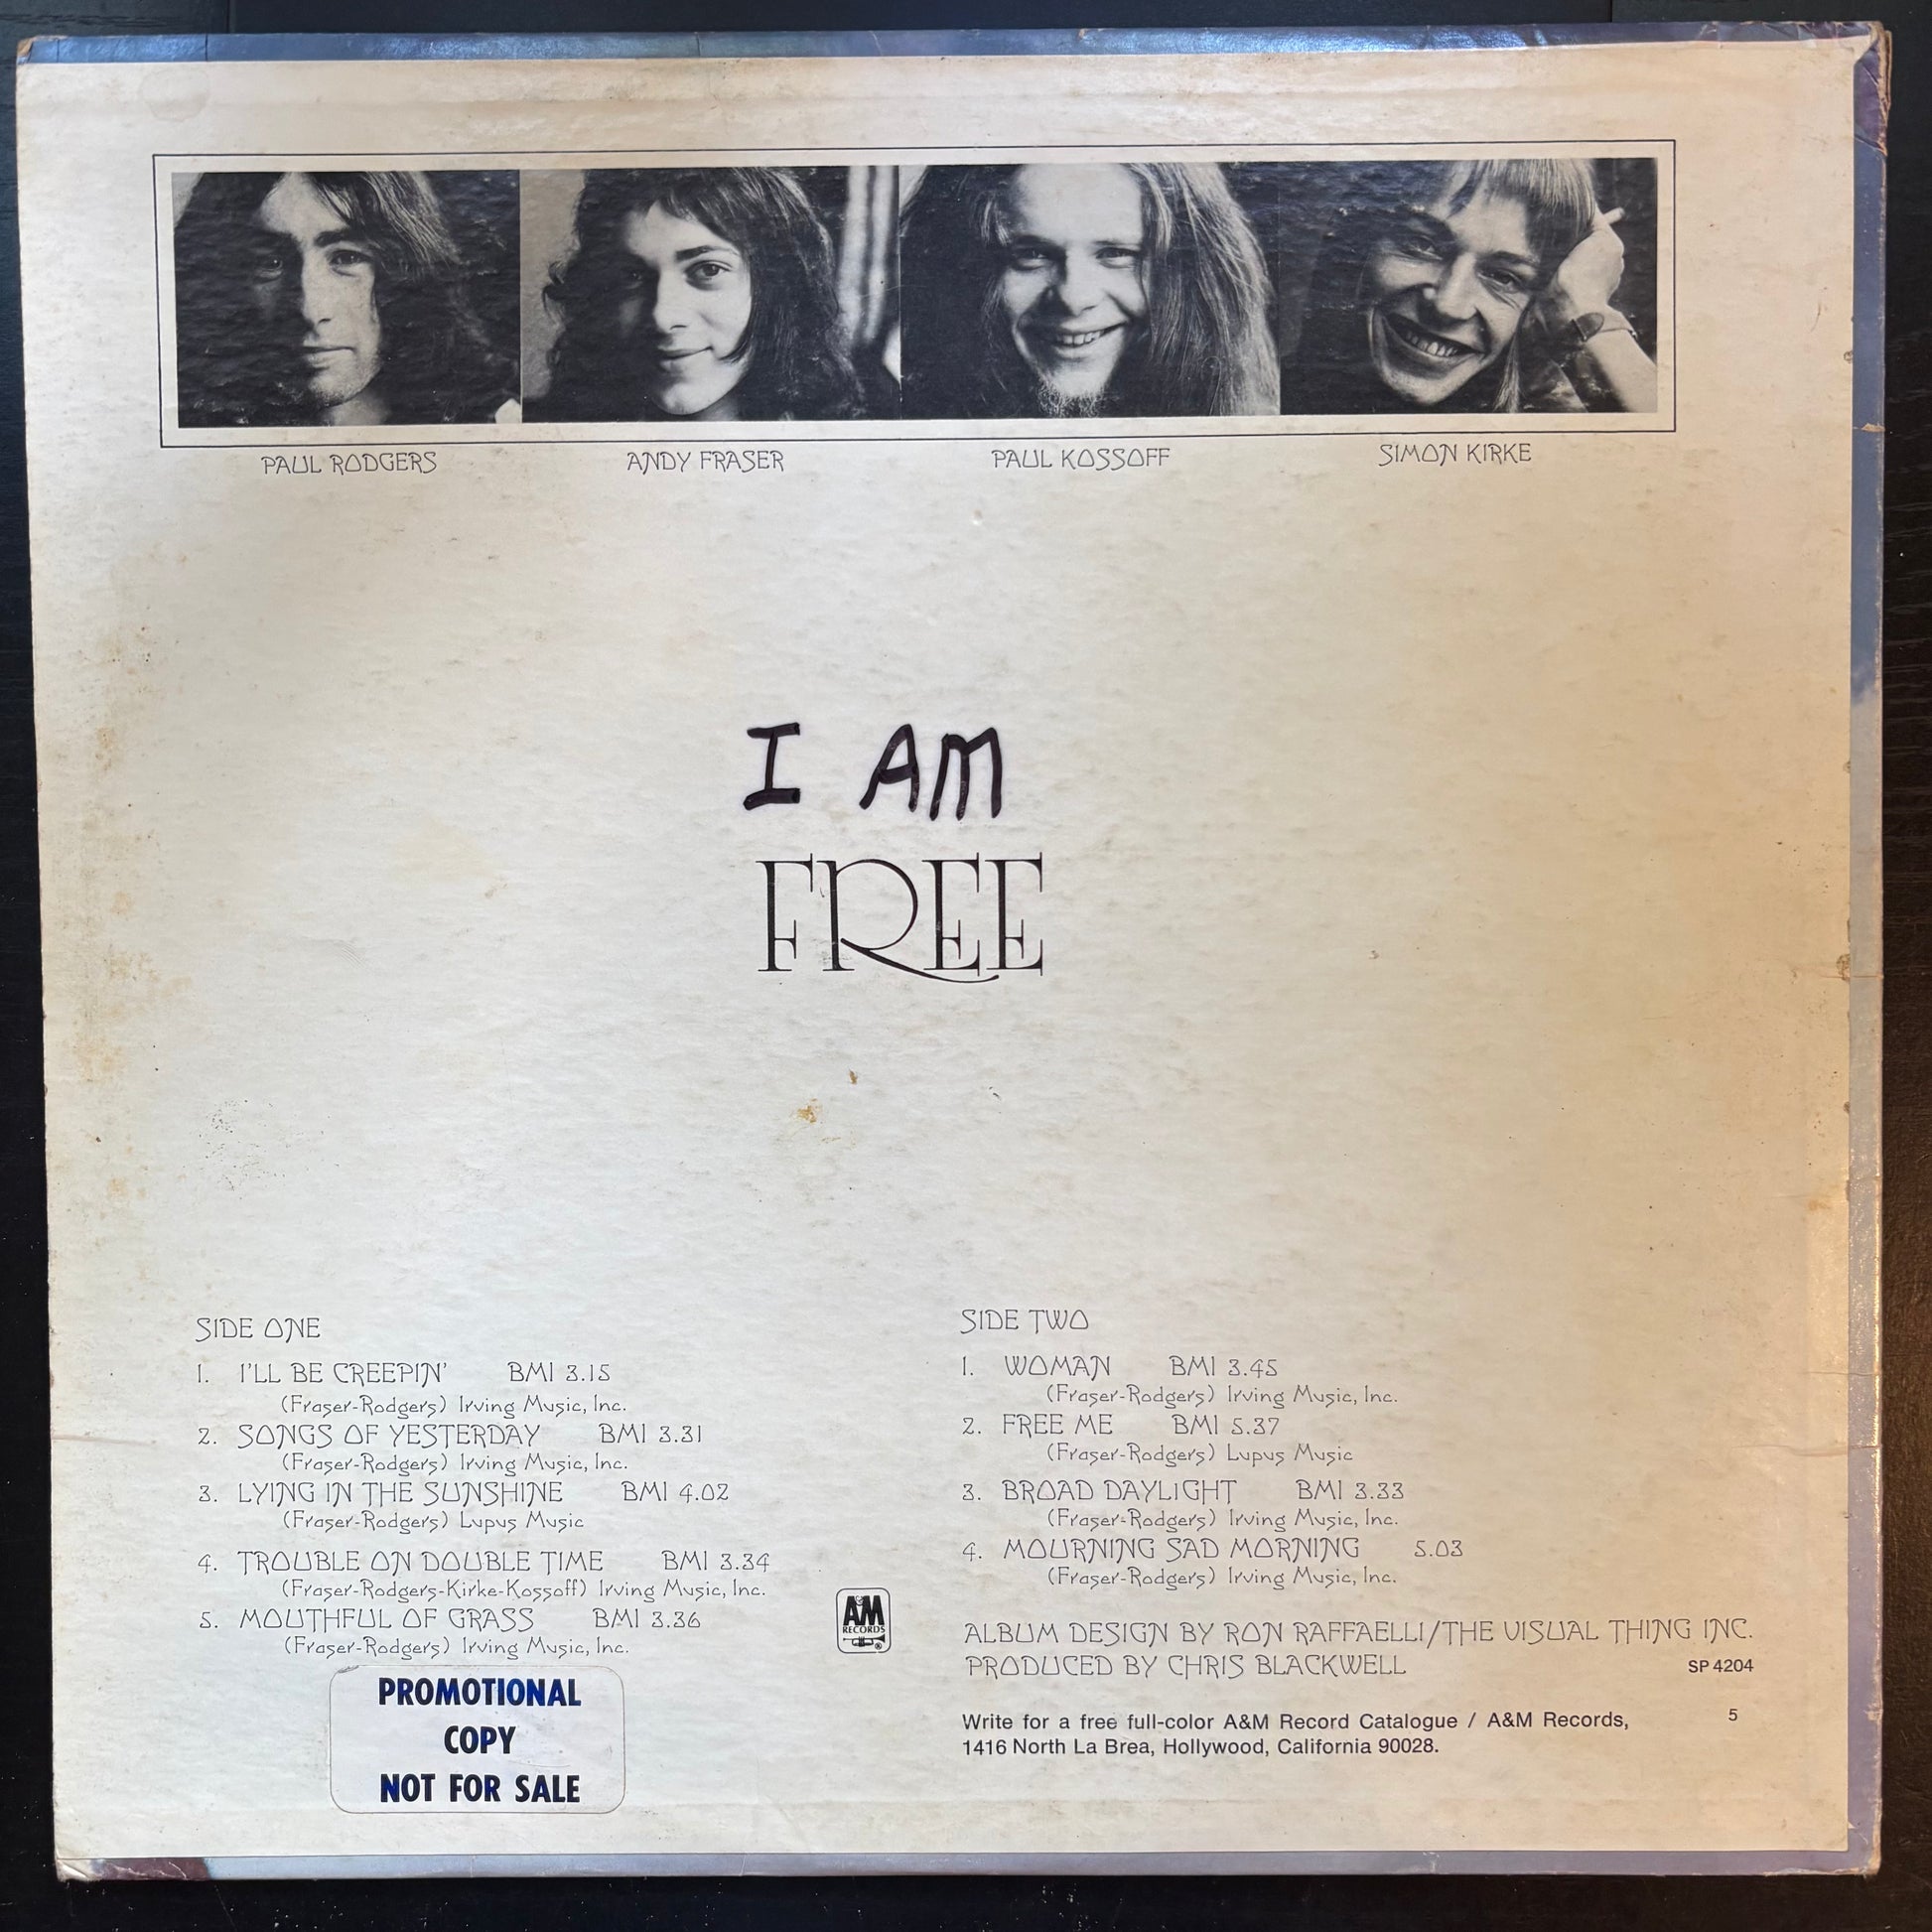 PAUL RODGERS
ANDY FRASER
PAUL KOSSOFF
SIMON KIRKE
I AM
FREE
SIDE ONE
1. I'LL BE CREEPIN' BMI 3.15
(Fraser-Rodgers) Irving Music, Inc.
2. SONGS OF YESTERDAY BMI 3.31
(Fraser-Rodgers) Irving Music, Inc.
3. LYING IN THE SUNSHINE BMI 4.02
(Fraser-Rodgers) Lupus Music
4. TROUBLE ON DOUBLE TIME BMI 3.34
(Fraser-Rodgers-Kirke-Kossoff) Irving Music, Inc.
5. MOUTHFUL OF GRASS BMI 3.36
(Fraser-Rodgers) Irving Music, Inc.
PROMOTIONAL
COPY
NOT FOR SALE
A&M
RECORDS
®
SIDE TWO
1. WOMAN BMI 3.45
(Fraser-Rodgers) Irving Music, Inc.
2. FREE ME BMI 5.37
(Fraser-Rodgers) Lupus Music
3. BROAD DAYLIGHT BMI 3.33
(Fraser-Rodgers) Irving Music, Inc.
4. MOURNING SAD MORNING 5.03
(Fraser-Rodgers) Irving Music, Inc.
ALBUM DESIGN BY RON RAFFAELLI/THE VISUAL THING INC.
PRODUCED BY CHRIS BLACKWELL
SP 4204
5
Write for a free full-color A&M Record Catalogue / A&M Records,
1416 North La Brea, Hollywood, California 90028.